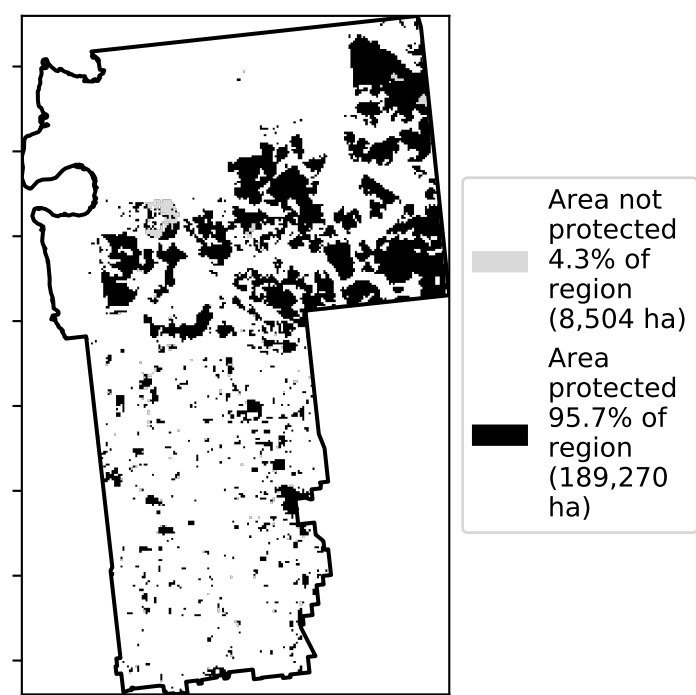 Area not
protected
4.3% of
region
(8,504 ha)
Area
protected
95.7% of
region
(189,270
ha)